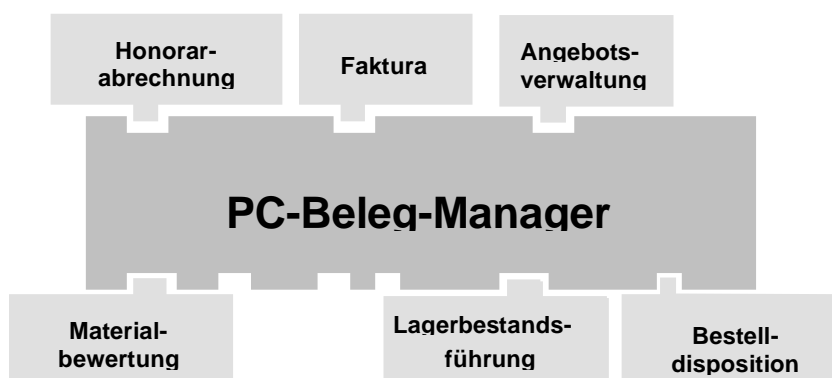 Honorar-
abrechnung
Faktura
Angebots-
verwaltung
PC-Beleg-Manager
Material-
bewertung
Lagerbestands-
führung
Bestell-
disposition